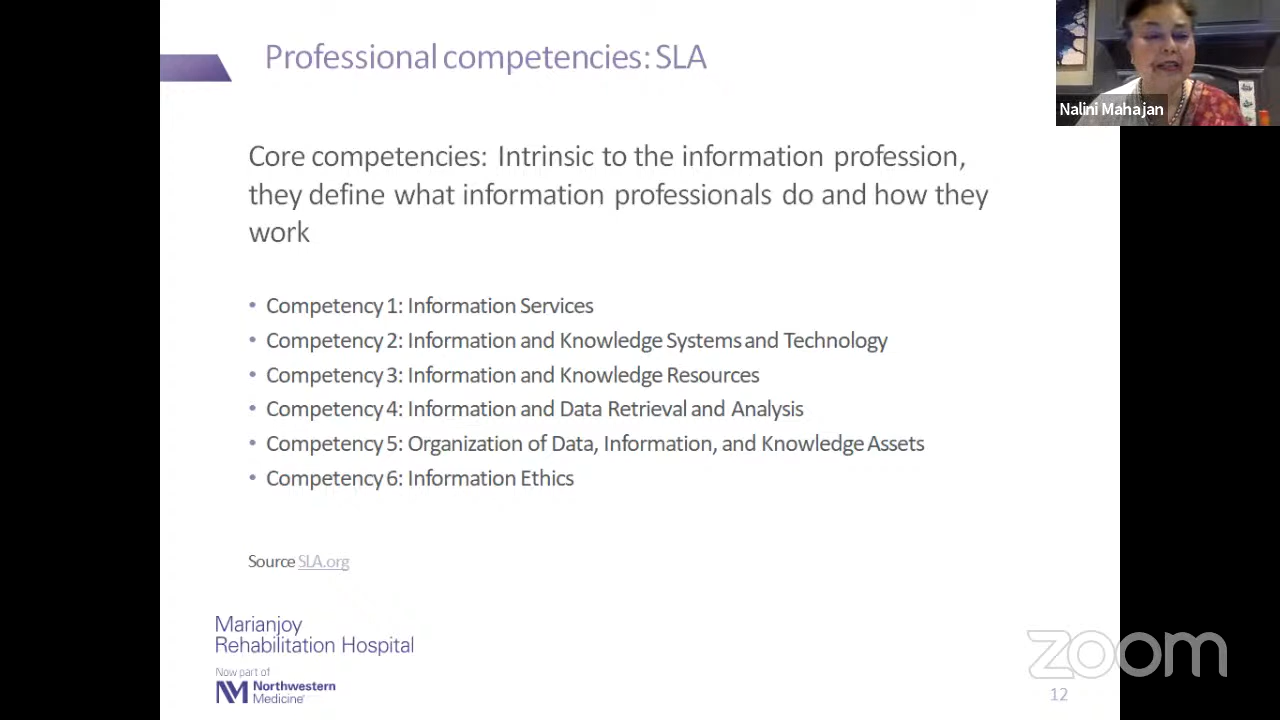 Professional competencies: SLA
Nalini Mahajan
Core competencies: Intrinsic to the information profession,
they define what information professionals do and how they
work
• Competency 1: Information Services
• Competency 2: Information and Knowledge Systems and Technology
• Competency 3: Information and Knowledge Resources
• Competency 4: Information and Data Retrieval and Analysis
• Competency 5: Organization of Data, Information, and Knowledge Assets
• Competency 6: Information Ethics
Source SLA.org
Marianjoy
Rehabilitation Hospital
Now part of
NM Northwestern
Medicine
zoom
12